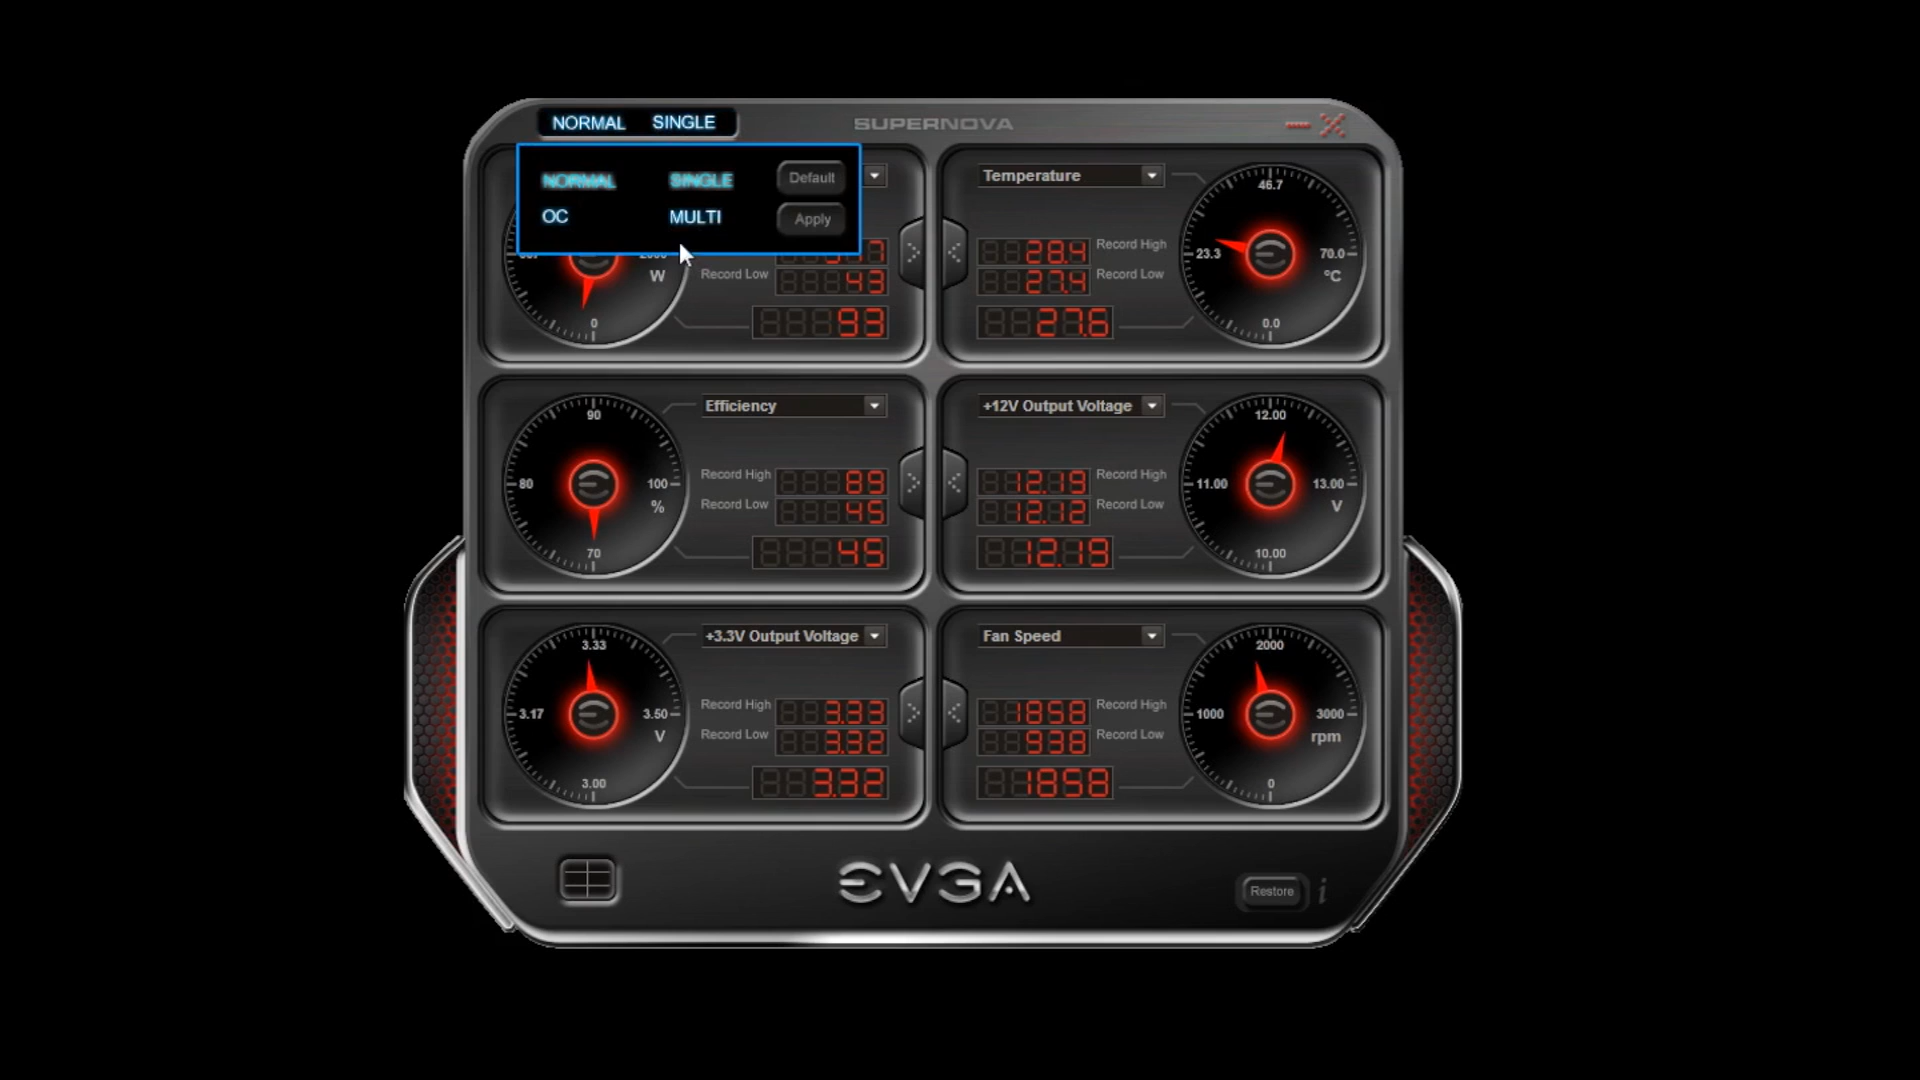 NORMAL SINGLE
SUPERNOVA
NORMAL SINGLE Default
OC MULTI Apply
W
0
Record Low 43
93
Temperature
Record High 28.4
Record Low 27.4
27.6
46.7
23.3 70.0
°C
0.0
90
80 100
%
70
Efficiency
Record High 89
Record Low 45
45
+12V Output Voltage
12.19 Record High
12.12 Record Low
12.19
12.00
11.00 13.00
V
10.00
3.33
3.17 3.50
V
3.00
+3.3V Output Voltage
Record High 3.33
Record Low 3.32
3.32
Fan Speed
1858 Record High
938 Record Low
1858
2000
1000 3000
rpm
0
EVGA
Restore
i